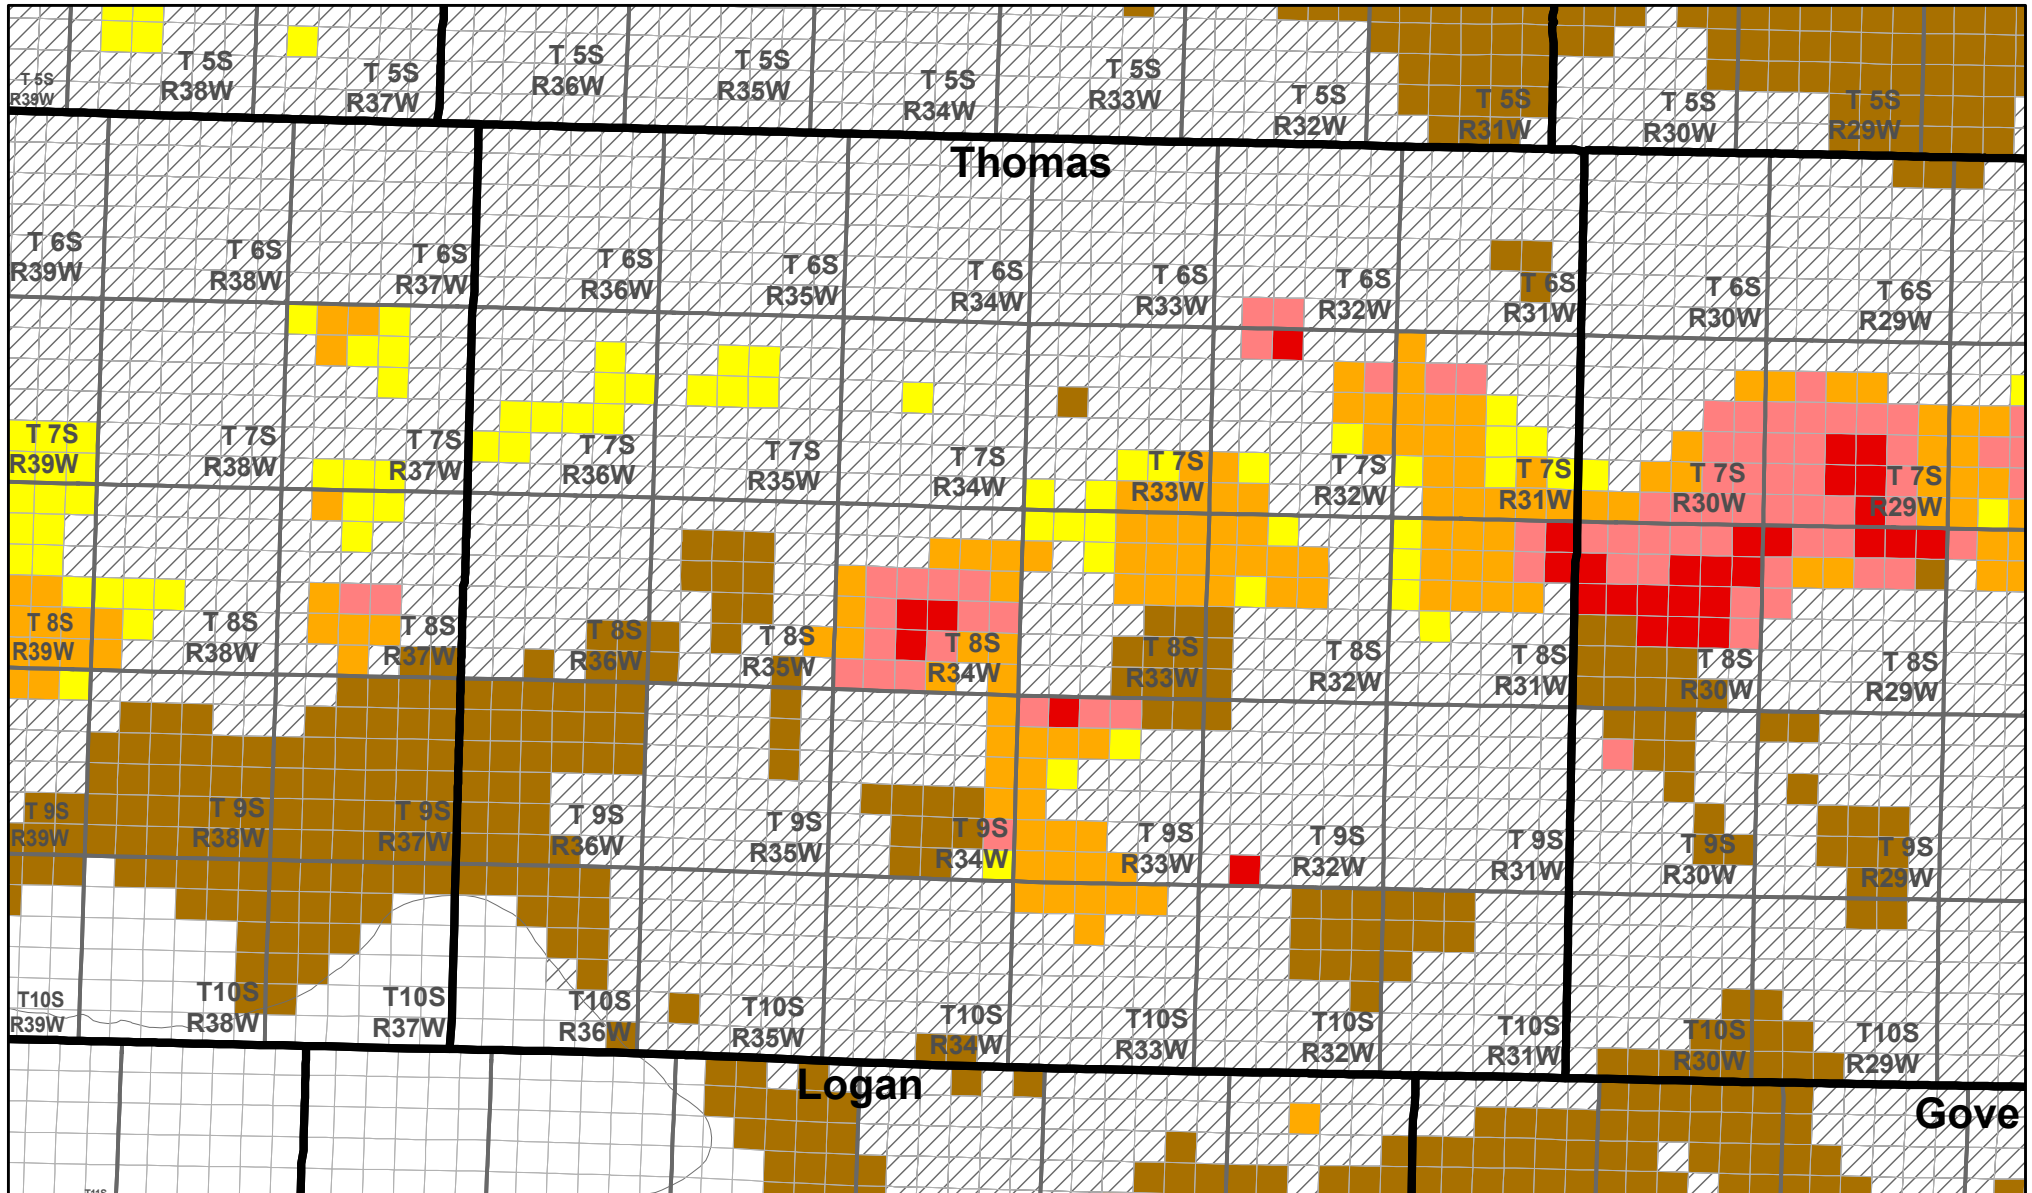 T 5S
R39W
T 5S
R38W
T 5S
R37W
T 5S
R36W
T 5S
R35W
T 5S
R34W
T 5S
R33W
T 5S
R32W
T 5S
R31W
T 5S
R30W
T 5S
R29W
Thomas
T 6S
R39W
T 6S
R38W
T 6S
R37W
T 6S
R36W
T 6S
R35W
T 6S
R34W
T 6S
R33W
T 6S
R32W
T 6S
R31W
T 6S
R30W
T 6S
R29W
T 7S
R39W
T 7S
R38W
T 7S
R37W
T 7S
R36W
T 7S
R35W
T 7S
R34W
T 7S
R33W
T 7S
R32W
T 7S
R31W
T 7S
R30W
T 7S
R29W
T 8S
R39W
T 8S
R38W
T 8S
R37W
T 8S
R36W
T 8S
R35W
T 8S
R34W
T 8S
R33W
T 8S
R32W
T 8S
R31W
T 8S
R30W
T 8S
R29W
T 9S
R39W
T 9S
R38W
T 9S
R37W
T 9S
R36W
T 9S
R35W
T 9S
R34W
T 9S
R33W
T 9S
R32W
T 9S
R31W
T 9S
R30W
T 9S
R29W
T10S
R39W
T10S
R38W
T10S
R37W
T10S
R36W
T10S
R35W
T10S
R34W
T10S
R33W
T10S
R32W
T10S
R31W
T10S
R30W
T10S
R29W
Logan
Gove
T11S